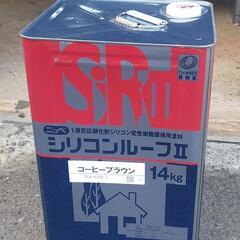 THINNER
SiRⅡ
ニッペ 1液反応硬化形シリコン変性樹脂屋根用塗料
シリコンルーフⅡ
コーヒーブラウン
14kg